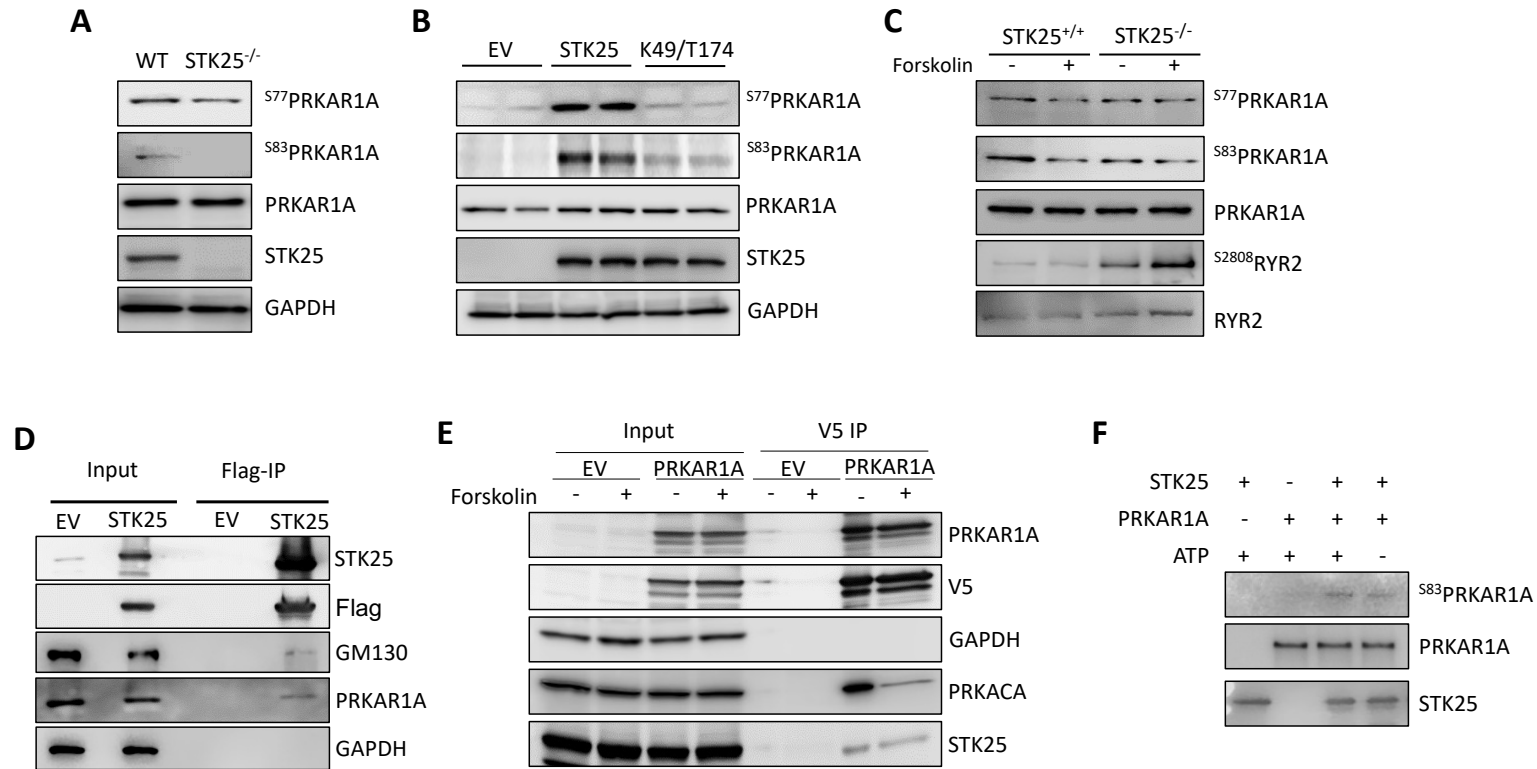 A
WT STK25-/-
S77PRKAR1A
S83PRKAR1A
PRKAR1A
STK25
GAPDH
B
EV STK25 K49/T174
S77PRKAR1A
S83PRKAR1A
PRKAR1A
STK25
GAPDH
C
STK25+/+ STK25-/-
Forskolin - + - +
S77PRKAR1A
S83PRKAR1A
PRKAR1A
S2808RYR2
RYR2
D
Input Flag-IP
EV STK25 EV STK25
STK25
Flag
GM130
PRKAR1A
GAPDH
E
Input V5 IP
EV PRKAR1A EV PRKAR1A
Forskolin - + - + - + - +
PRKAR1A
V5
GAPDH
PRKACA
STK25
F
STK25 + - + +
PRKAR1A - + + +
ATP + + + -
S83PRKAR1A
PRKAR1A
STK25